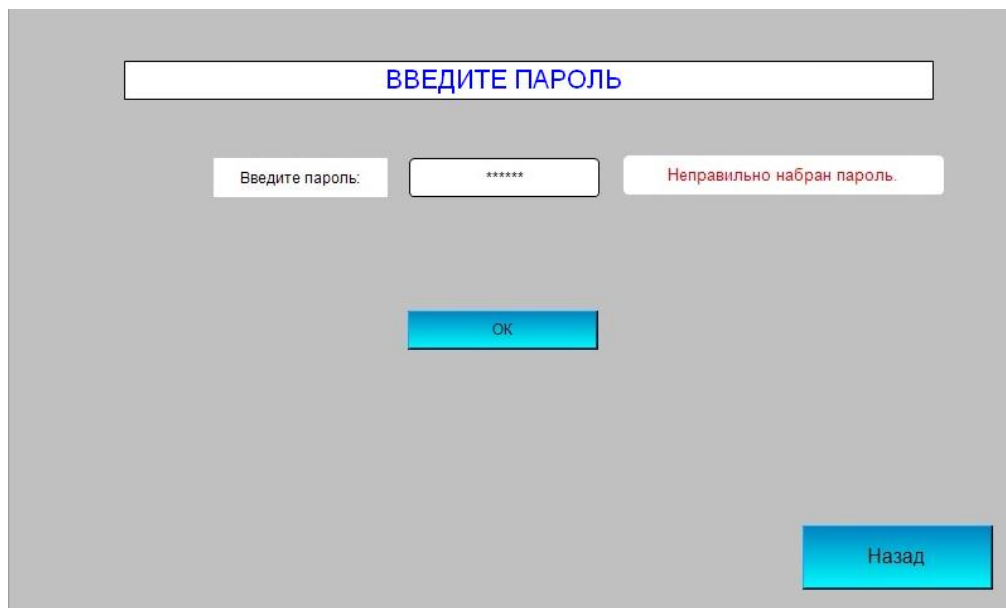 ВВЕДИТЕ ПАРОЛЬ
Введите пароль: ****** Неправильно набран пароль.
ОК
Назад